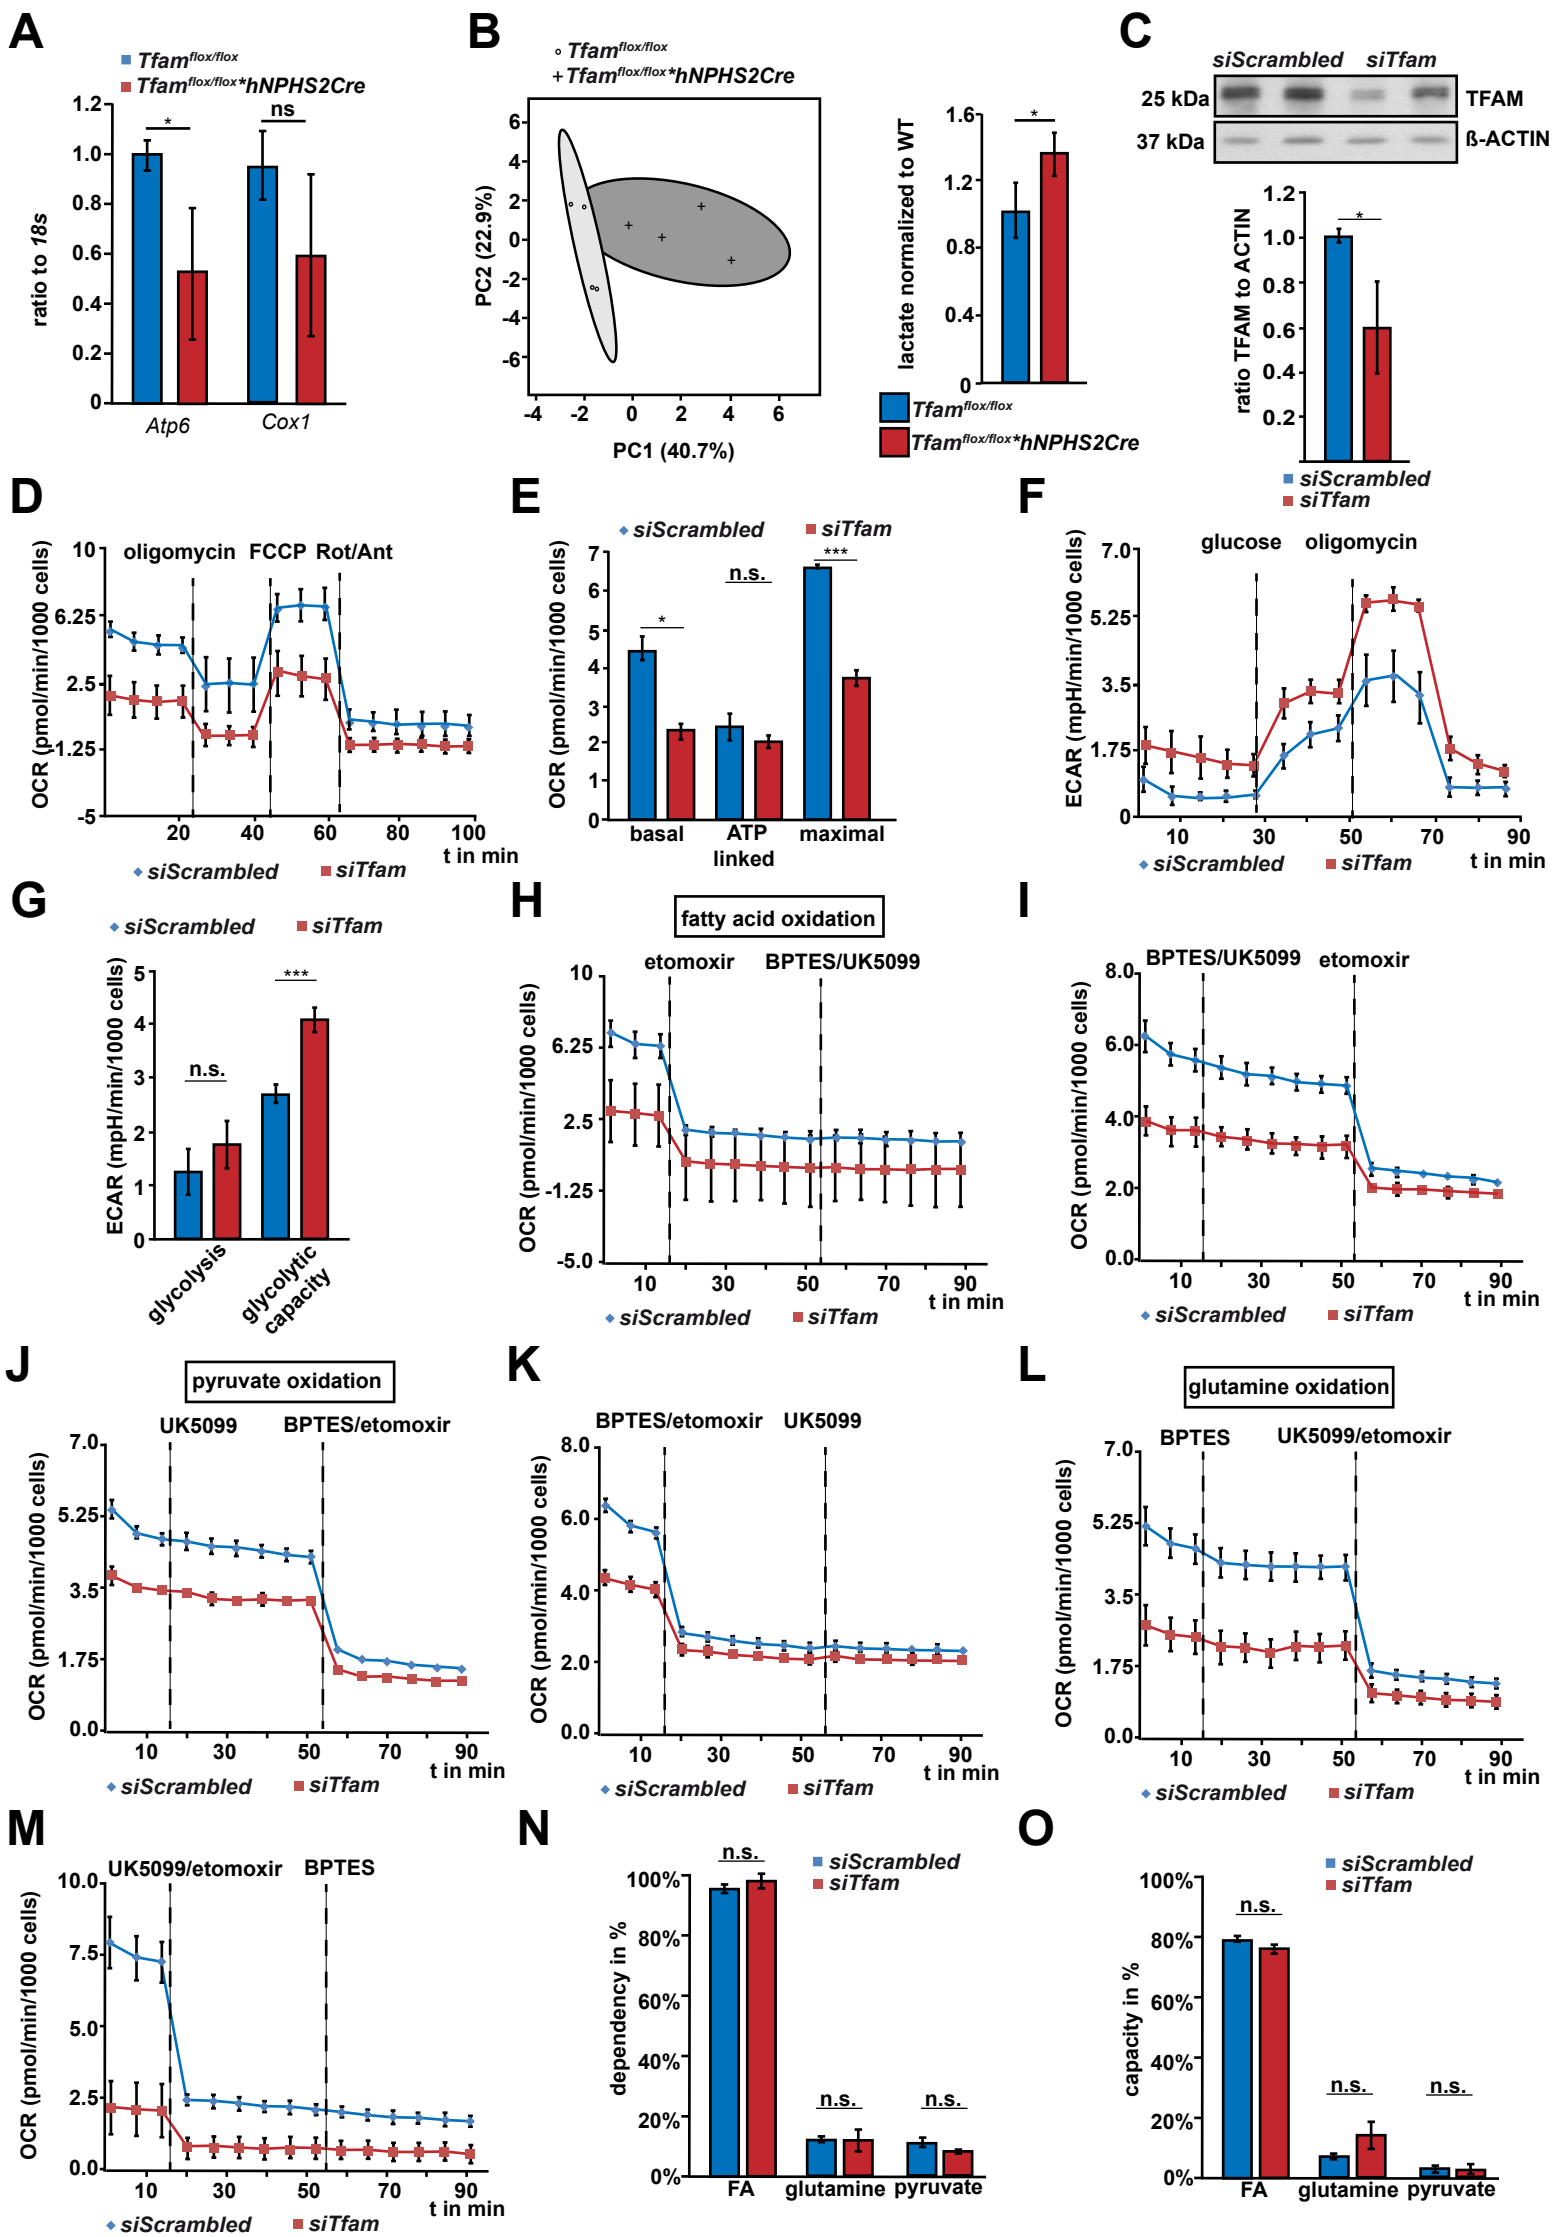 A
Tfamflox/flox
Tfamflox/flox*hNPHS2Cre
ratio to 18s
1.2
1.0
0.8
0.6
0.4
0.2
0
*
ns
Atp6
Cox1
B
Tfamflox/flox
+Tfamflox/flox*hNPHS2Cre
PC2 (22.9%)
6
4
2
0
-2
-4
-6
-4
-2
0
2
4
6
PC1 (40.7%)
lactate normalized to WT
1.6
1.2
0.8
0.4
0
*
Tfamflox/flox
Tfamflox/flox*hNPHS2Cre
C
siScrambled siTfam
25 kDa
TFAM
37 kDa
ß-ACTIN
ratio TFAM to ACTIN
1.2
1.0
1.2
0.6
0.4
0.2
*
siScrambled
siTfam
D
oligomycin FCCP Rot/Ant
OCR (pmol/min/1000 cells)
10
6.25
2.5
-1.25
-5
20
40
60
80
100
t in min
siScrambled
siTfam
E
siScrambled
siTfam
OCR (pmol/min/1000 cells)
7
6
5
4
3
2
1
0
*
n.s.
***
basal
ATP
linked
maximal
F
glucose
oligomycin
ECAR (mpH/min/1000 cells)
7.0
5.25
3.5
1.75
0
10
30
50
70
90
t in min
siScrambled
siTfam
G
siScrambled
siTfam
ECAR (mpH/min/1000 cells)
5
4
3
2
1
0
n.s.
***
glycolysis
glycolytic
capacity
H
fatty acid oxidation
etomoxir
BPTES/UK5099
OCR (pmol/min/1000 cells)
10
6.25
2.5
-1.25
-5.0
10
30
50
70
90
t in min
siScrambled
siTfam
I
BPTES/UK5099
etomoxir
OCR (pmol/min/1000 cells)
8.0
6.0
4.0
2.0
0.0
10
30
50
70
90
t in min
siScrambled
siTfam
J
pyruvate oxidation
UK5099
BPTES/etomoxir
OCR (pmol/min/1000 cells)
7.0
5.25
3.5
1.75
0.0
10
30
50
70
90
t in min
siScrambled
siTfam
K
BPTES/etomoxir
UK5099
OCR (pmol/min/1000 cells)
8.0
6.0
4.0
2.0
0.0
10
30
50
70
90
t in min
siScrambled
siTfam
L
glutamine oxidation
BPTES
UK5099/etomoxir
OCR (pmol/min/1000 cells)
7.0
5.25
3.5
1.75
0.0
10
30
50
70
90
t in min
siScrambled
siTfam
M
UK5099/etomoxir
BPTES
OCR (pmol/min/1000 cells)
10.0
7.5
5.0
2.5
0.0
10
30
50
70
90
t in min
siScrambled
siTfam
N
siScrambled
siTfam
dependency in %
100%
80%
60%
40%
20%
0%
n.s.
n.s.
n.s.
FA
glutamine
pyruvate
O
siScrambled
siTfam
capacity in %
100%
80%
60%
40%
20%
0%
n.s.
n.s.
n.s.
FA
glutamine
pyruvate